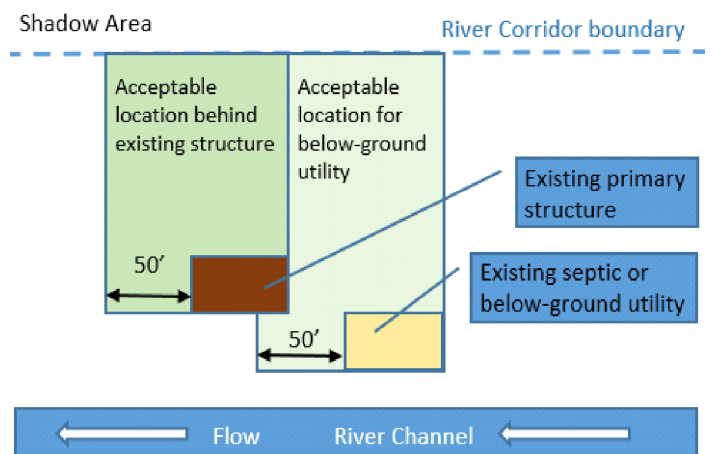 Shadow Area
River Corridor boundary
Acceptable
location behind
existing structure
Acceptable
location for
below-ground
utility
Existing primary
structure
50’
Existing septic or
below-ground utility
50’
Flow
River Channel